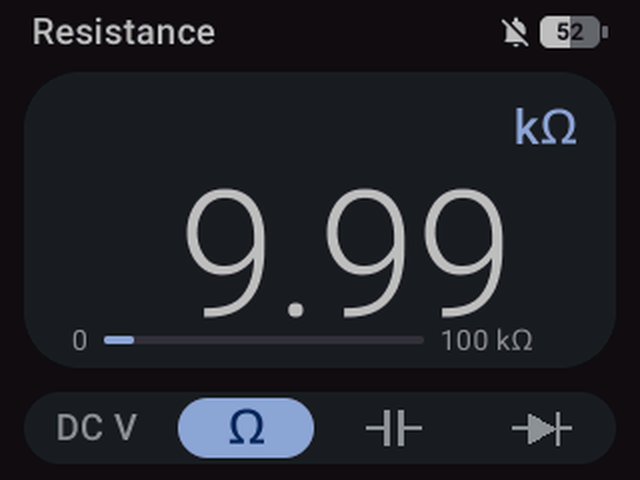 Resistance 52
kΩ
9.99
0 100 kΩ
DC V Ω